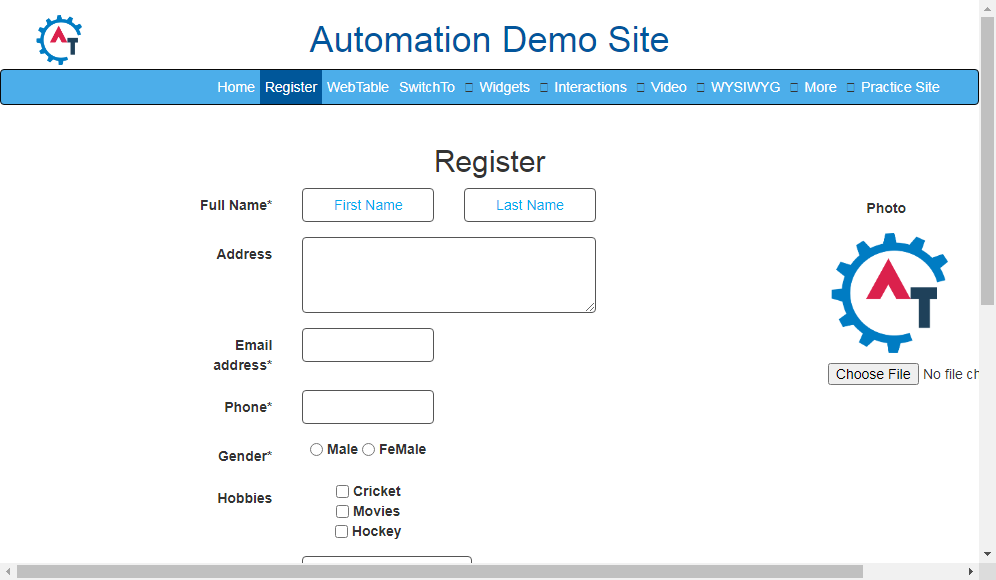 AT
Automation Demo Site
Home Register WebTable SwitchTo Widgets Interactions Video WYSIWYG More Practice Site
Register
Full Name* First Name Last Name
Photo
Address
AT
Email
address*
Choose File No file ch
Phone*
Gender* Male FeMale
Hobbies Cricket
Movies
Hockey